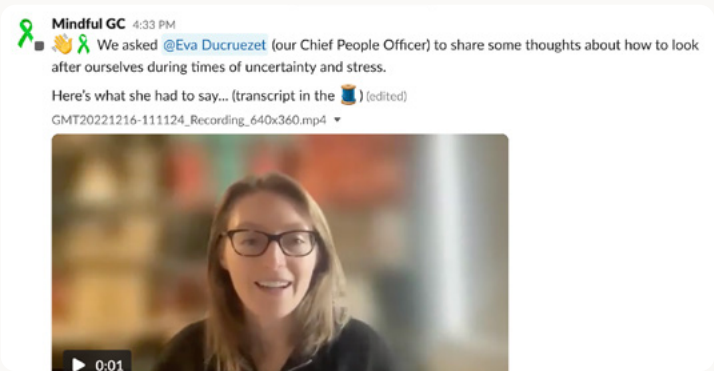 Mindful GC 4:33 PM
👋 🎗 We asked @Eva Ducruezet (our Chief People Officer) to share some thoughts about how to look
after ourselves during times of uncertainty and stress.
Here's what she had to say... (transcript in the 🧵) (edited)
GMT20221216-111124_Recording_640x360.mp4
0:01